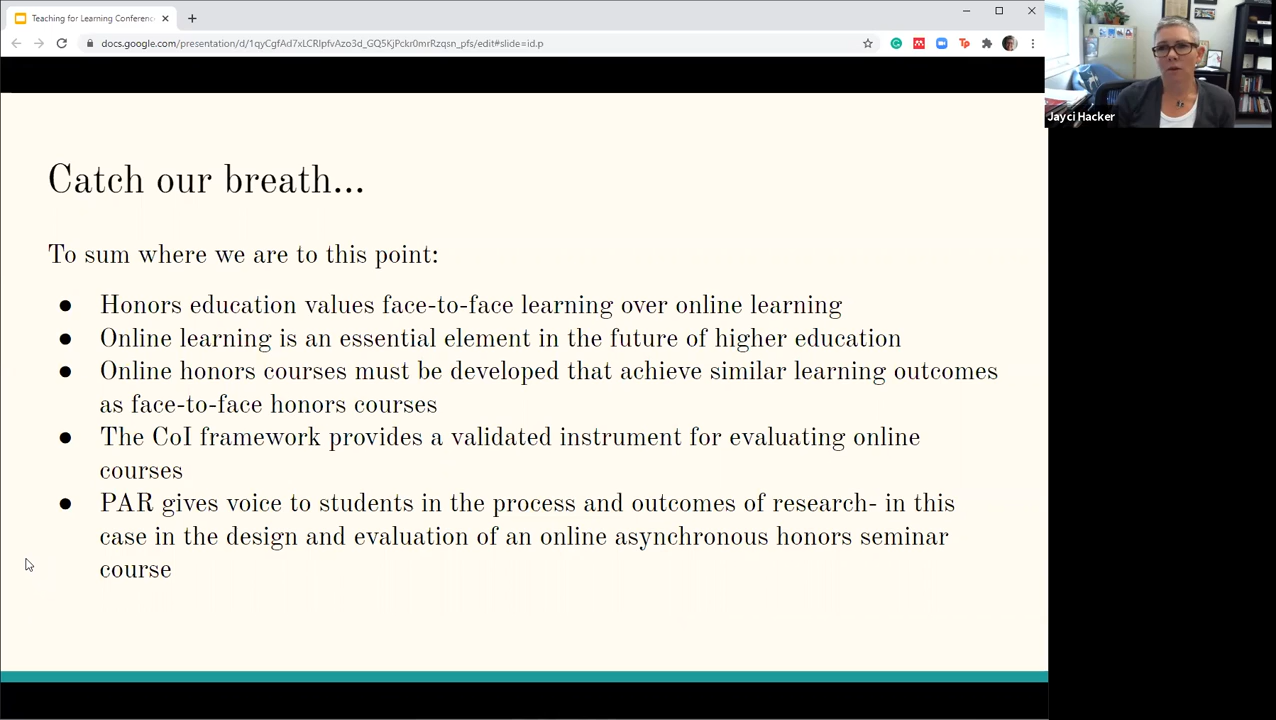 Teaching for Learning Conferenc
docs.google.com/presentation/d/
Jayci Hacker
Catch our breath...
To sum where we are to this point:
● Honors education values face-to-face learning over online learning
● Online learning is an essential element in the future of higher education
● Online honors courses must be developed that achieve similar learning outcomes
as face-to-face honors courses
● The CoI framework provides a validated instrument for evaluating online
courses
● PAR gives voice to students in the process and outcomes of research- in this
case in the design and evaluation of an online asynchronous honors seminar
course